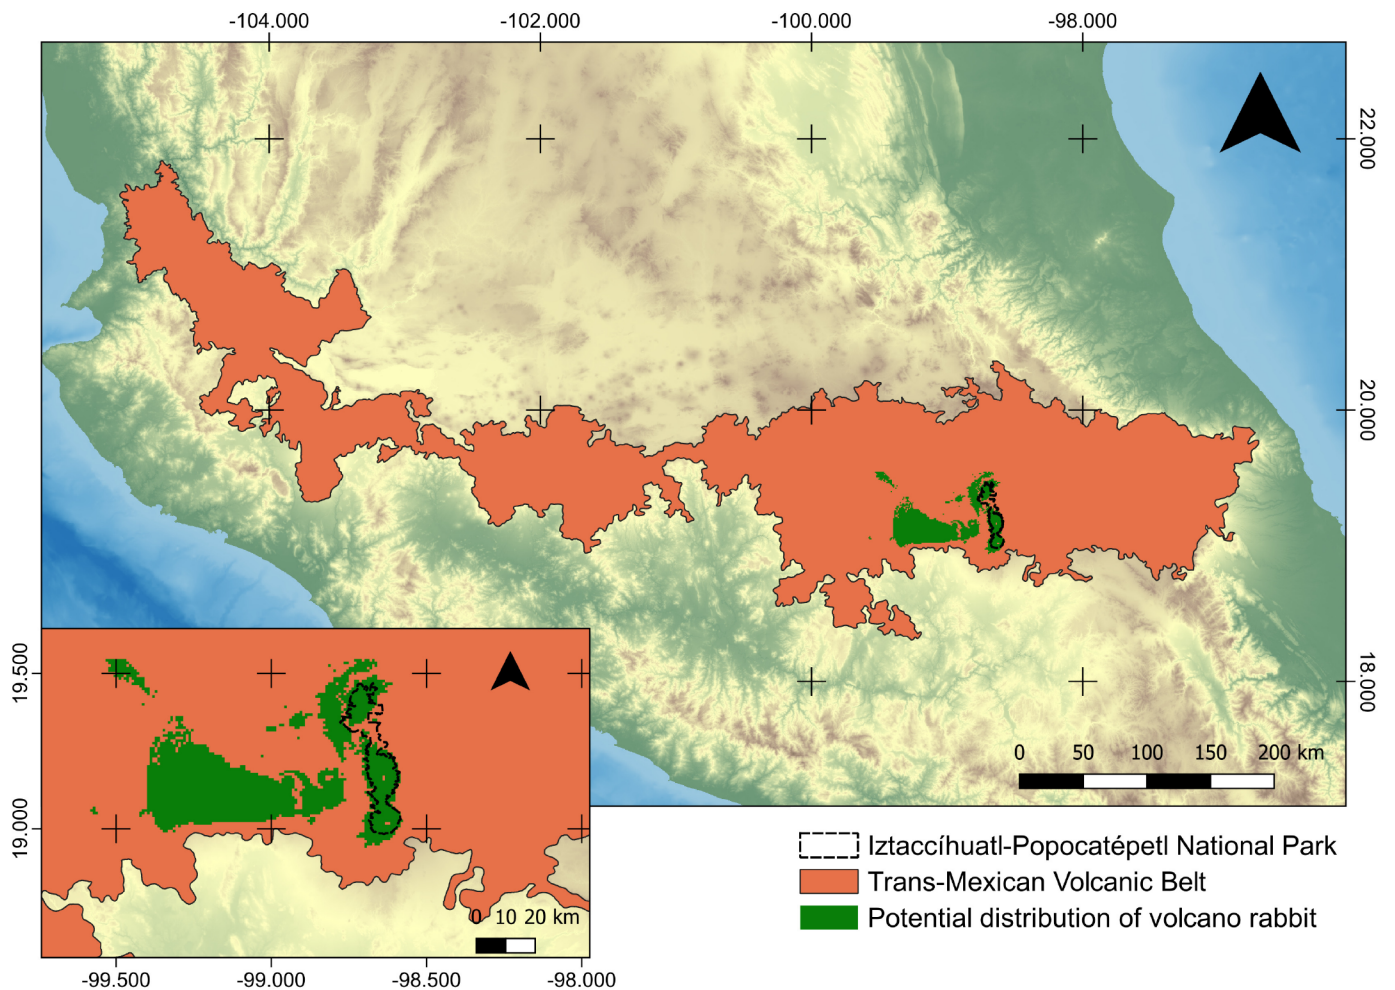 -104.000 -102.000 -100.000 -98.000
22.000
20.000
18.000
0 50 100 150 200 km
19.500
19.000
0 10 20 km
-99.500 -99.000 -98.500 -98.000
Iztaccíhuatl-Popocatépetl National Park
Trans-Mexican Volcanic Belt
Potential distribution of volcano rabbit